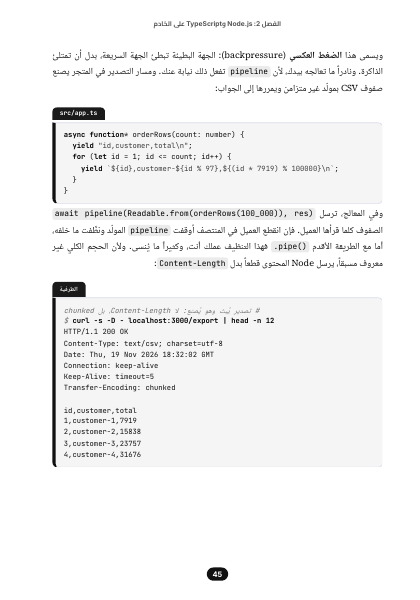 الفصل 2: Node.js وTypeScript على الخادم
ويسمى هذا الضغط العكسي (backpressure): الجهة البطيئة تبطئ الجهة السريعة، بدل أن تمتلئ
الذاكرة. ونادراً ما تعالجه بيدك، لأن pipeline تفعل ذلك نيابة عنك. ومسار التصدير في المتجر يصنع
صفوف CSV بمولّد غير متزامن ويمررها إلى الجواب:
src/app.ts
async function* orderRows(count: number) {
yield "id,customer,total\n";
for (let id = 1; id <= count; id++) {
yield `${id},customer-${id % 97},${(id * 7919) % 100000}\n`;
}
}
وفي المعالج، ترسل await pipeline(Readable.from(orderRows(100_000)), res)
الصفوف كلما قرأها العميل. فإن انقطع العميل في المنتصف أوقفت pipeline المولّد ونظّفت ما خلفه،
أما مع الطريقة الأقدم .pipe() فهذا التنظيف عملك أنت، وكثيراً ما يُنسى. ولأن الحجم الكلي غير
معروف مسبقاً، يرسل Node المحتوى قطعاً بدل Content-Length:
الطرفية
# تصدير يُبث وهو يُصنع: لا Content-Length، بل chunked
$ curl -s -D - localhost:3000/export | head -n 12
HTTP/1.1 200 OK
Content-Type: text/csv; charset=utf-8
Date: Thu, 19 Nov 2026 18:32:02 GMT
Connection: keep-alive
Keep-Alive: timeout=5
Transfer-Encoding: chunked
id,customer,total
1,customer-1,7919
2,customer-2,15838
3,customer-3,23757
4,customer-4,31676
45